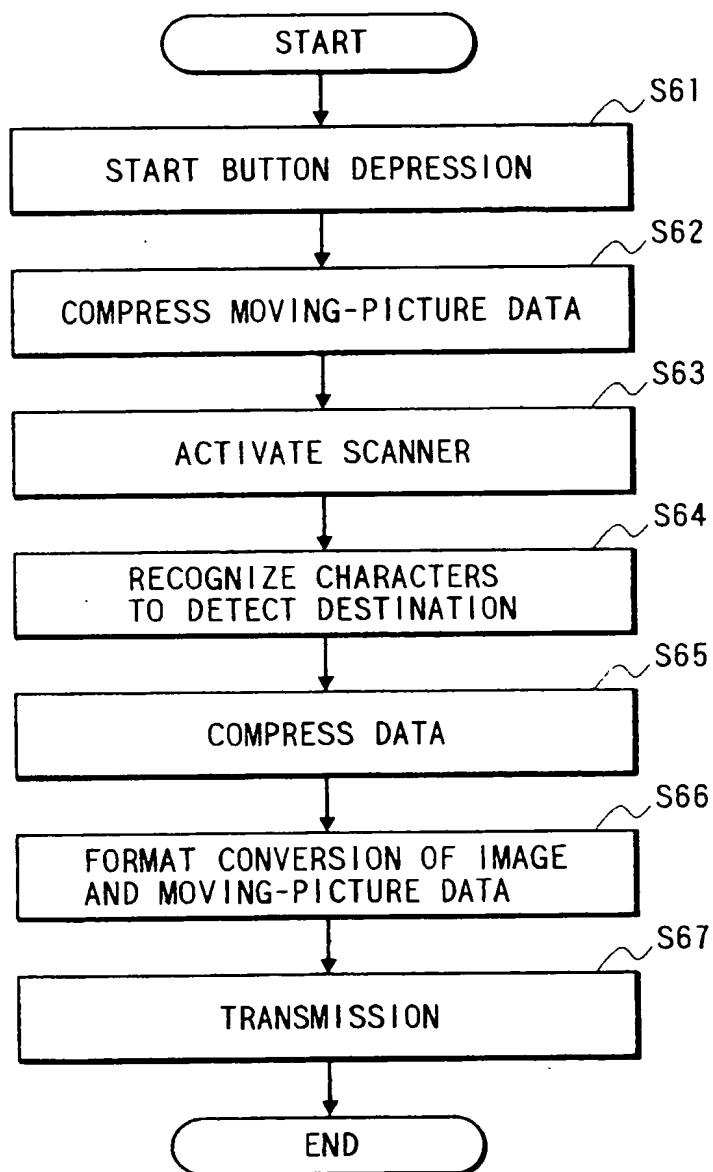 START
S61
START BUTTON DEPRESSION
S62
COMPRESS MOVING-PICTURE DATA
S63
ACTIVATE SCANNER
S64
RECOGNIZE CHARACTERS
TO DETECT DESTINATION
S65
COMPRESS DATA
S66
FORMAT CONVERSION OF IMAGE
AND MOVING-PICTURE DATA
S67
TRANSMISSION
END